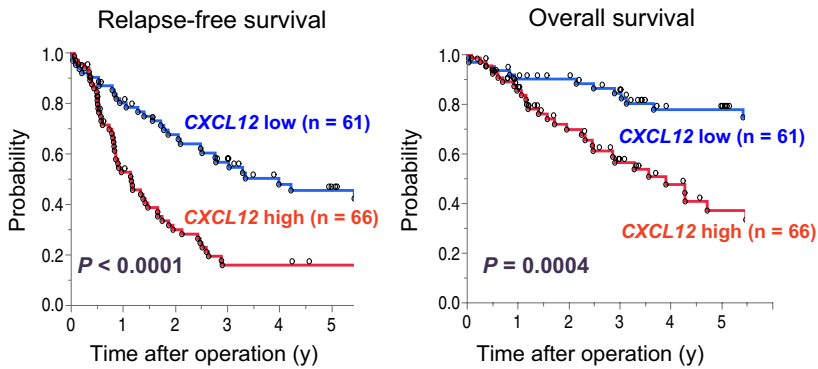 Relapse-free survival
1.0
0.8
0.6
0.4
0.2
0.0
Probability
CXCL12 low (n = 61)
CXCL12 high (n = 66)
P < 0.0001
0 1 2 3 4 5
Time after operation (y)
Overall survival
1.0
0.8
0.6
0.4
0.2
0.0
Probability
CXCL12 low (n = 61)
CXCL12 high (n = 66)
P = 0.0004
0 1 2 3 4 5
Time after operation (y)